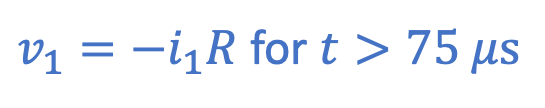 v₁ = −i₁R for t > 75 μs